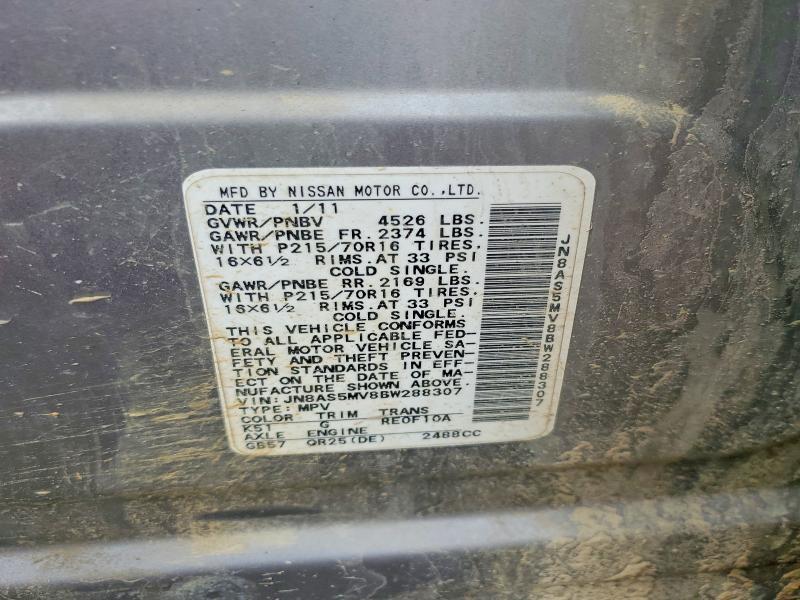 MFD BY NISSAN MOTOR CO.,LTD.
DATE 1/11
GVWR/PNBV 4526 LBS.
GAWR/PNBE FR. 2374 LBS.
WITH P215/70R16 TIRES.
16×6½ RIMS.AT 33 PSI
COLD SINGLE.
GAWR/PNBE RR. 2169 LBS.
WITH P215/70R16 TIRES.
16×6½ RIMS.AT 33 PSI
COLD SINGLE.
THIS VEHICLE CONFORMS
TO ALL APPLICABLE FED-
ERAL MOTOR VEHICLE SA-
FETY AND THEFT PREVEN-
TION STANDARDS IN EFF-
ECT ON THE DATE OF MA-
NUFACTURE SHOWN ABOVE.
VIN: JN8AS5MV8BW288307
TYPE: MPV
COLOR TRIM TRANS
K51 G RE0F10A
AXLE ENGINE
GB57 QR25(DE) 2488CC
JN8AS5MV8BW288307